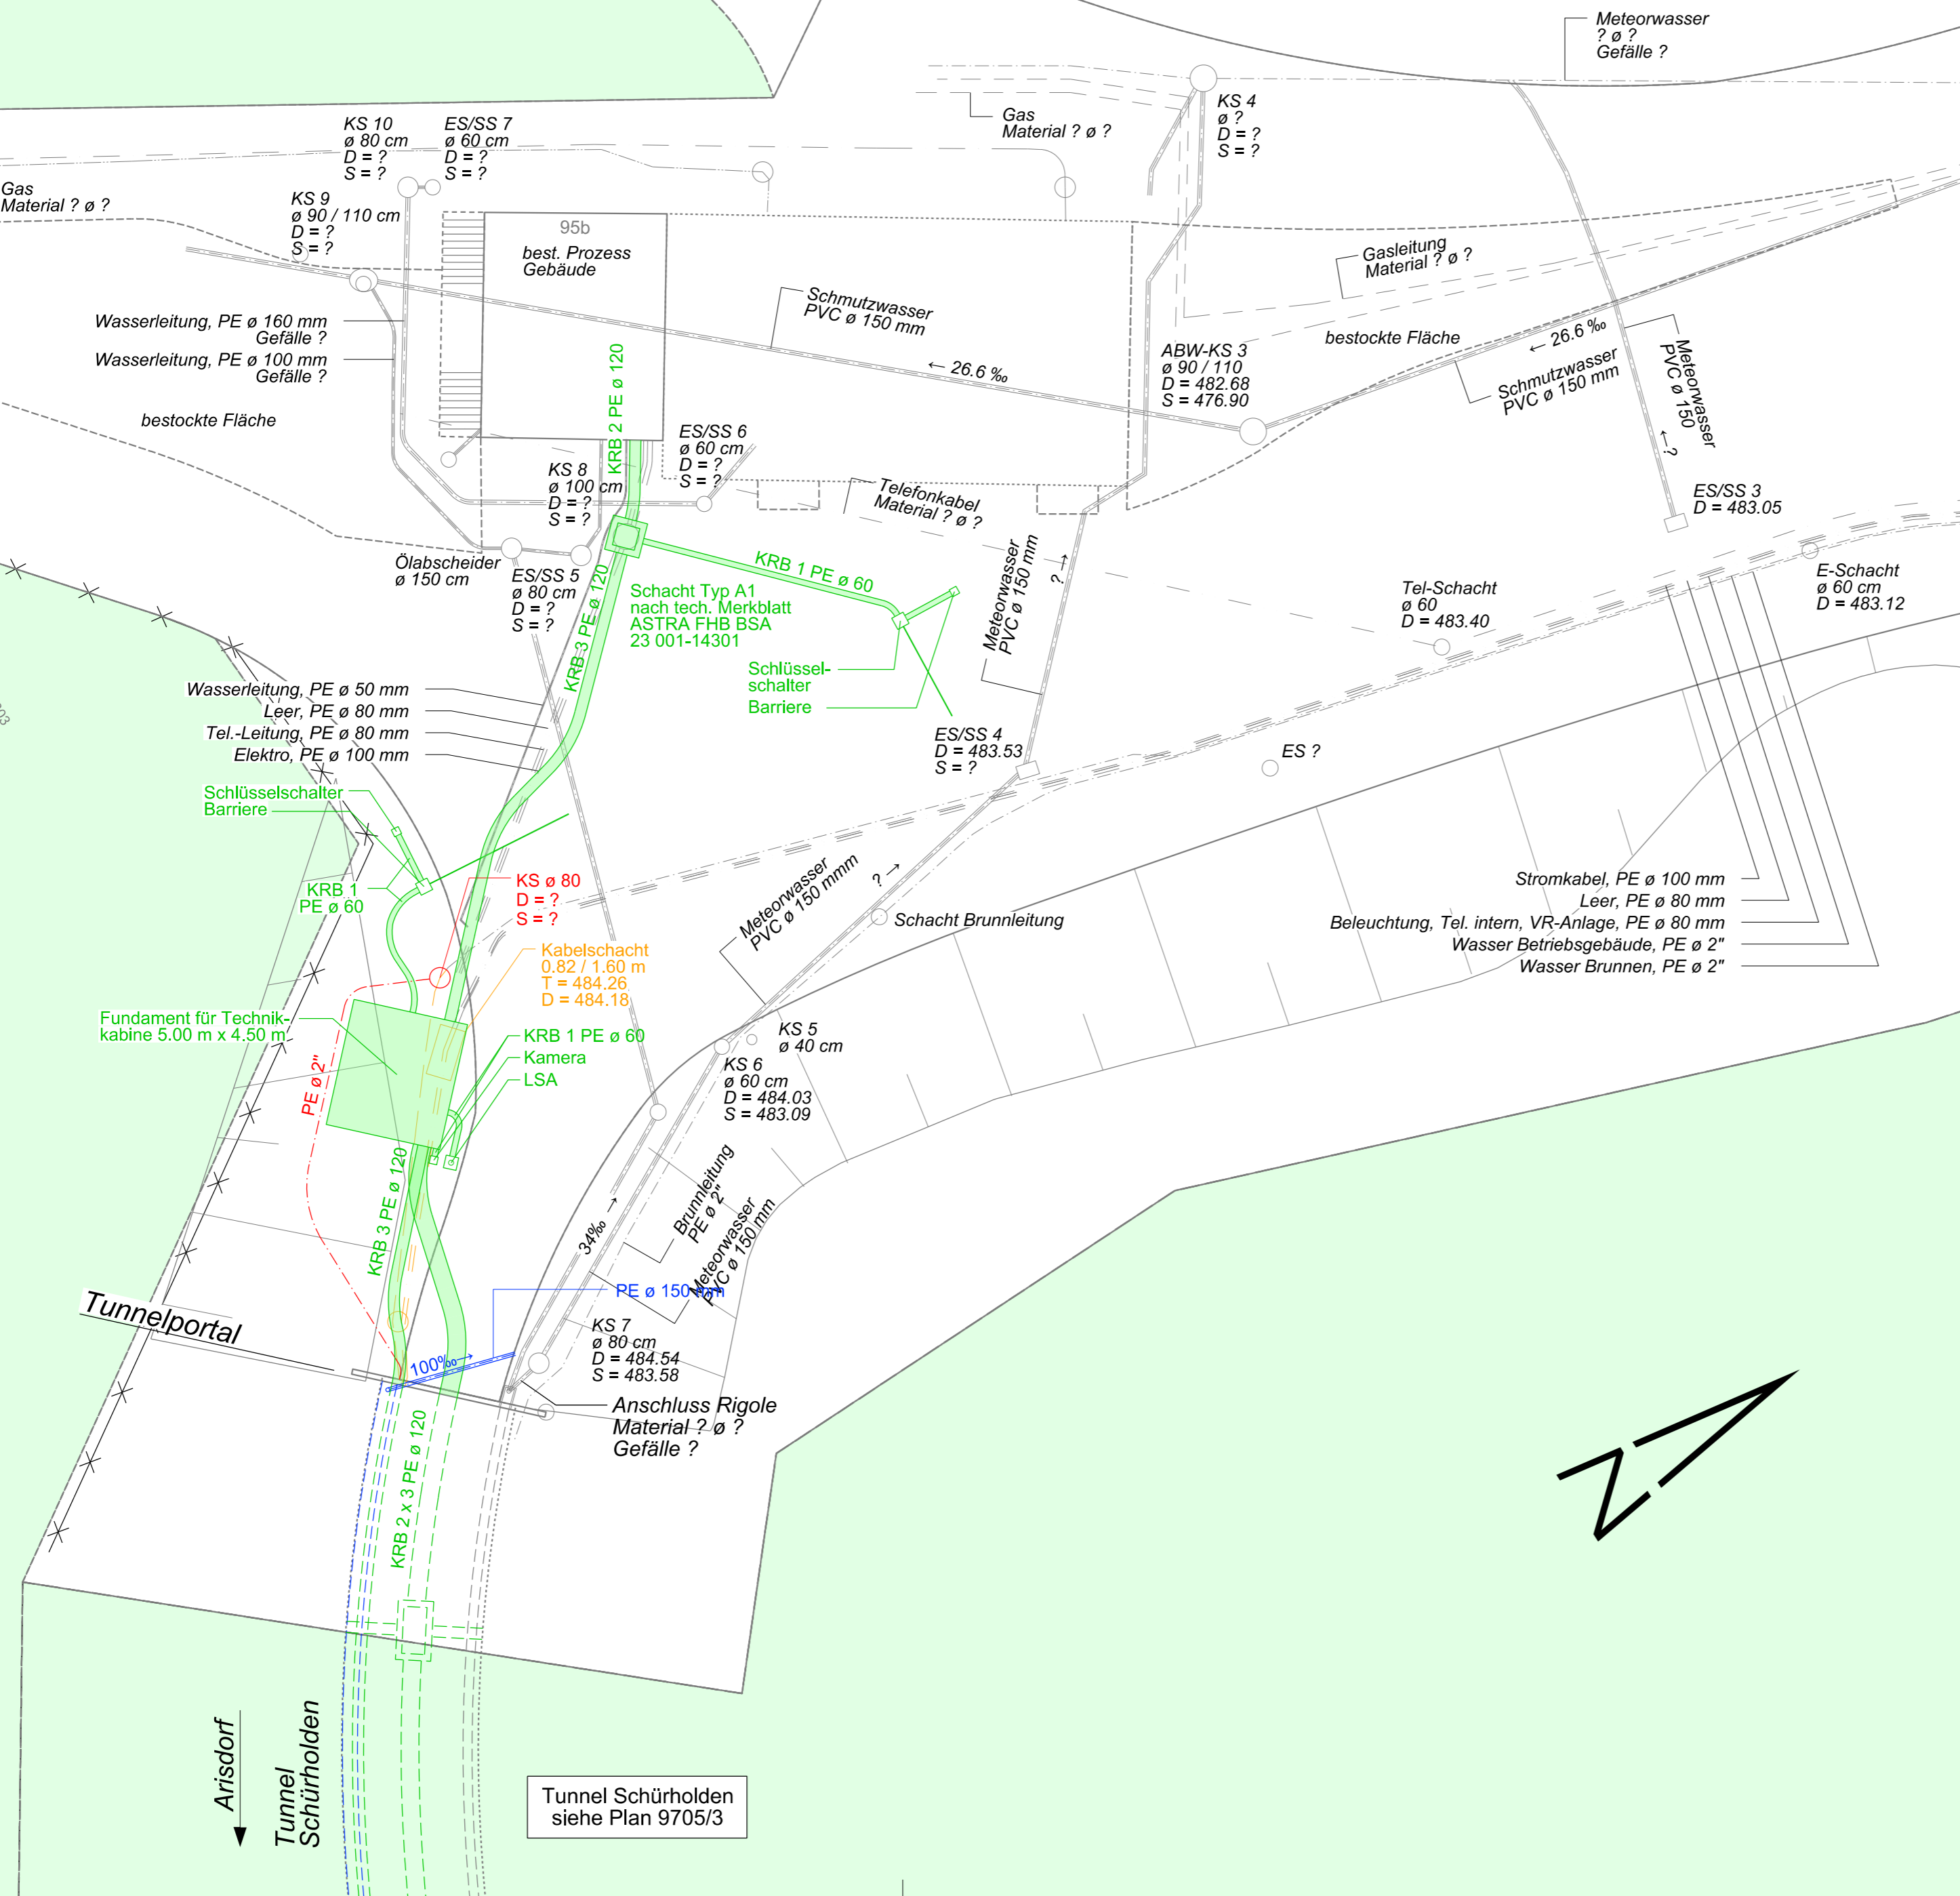 Meteorwasser
? ø ?
Gefälle ?
Gas
Material ? ø ?
KS 4
ø ?
D = ?
S = ?
KS 10
ø 80 cm
D = ?
S = ?
ES/SS 7
ø 60 cm
D = ?
S = ?
Gas
Material ? ø ?
KS 9
ø 90 / 110 cm
D = ?
S = ?
95b
best. Prozess
Gebäude
Gasleitung
Material ? ø ?
Schmutzwasser
PVC ø 150 mm
Wasserleitung, PE ø 160 mm
Gefälle ?
Wasserleitung, PE ø 100 mm
Gefälle ?
bestockte Fläche
← 26.6 ‰
Meteorwasser
PVC ø 150
← ?
ABW-KS 3
ø 90 / 110
D = 482.68
S = 476.90
← 26.6 ‰
Schmutzwasser
PVC ø 150 mm
bestockte Fläche
KRB 2 PE ø 120
ES/SS 6
ø 60 cm
D = ?
S = ?
KS 8
ø 100 cm
D = ?
S = ?
Telefonkabel
Material ? ø ?
ES/SS 3
D = 483.05
Ölabscheider
ø 150 cm
ES/SS 5
ø 80 cm
D = ?
S = ?
KRB 3 PE ø 120
KRB 1 PE ø 60
Schacht Typ A1
nach tech. Merkblatt
ASTRA FHB BSA
23 001-14301
Meteorwasser
PVC ø 150 mm
? →
Tel-Schacht
ø 60
D = 483.40
E-Schacht
ø 60 cm
D = 483.12
Schlüssel-
schalter
Barriere
Wasserleitung, PE ø 50 mm
Leer, PE ø 80 mm
Tel.-Leitung, PE ø 80 mm
Elektro, PE ø 100 mm
ES/SS 4
D = 483.53
S = ?
ES ?
Schlüsselschalter
Barriere
KRB 1
PE ø 60
KS ø 80
D = ?
S = ?
Meteorwasser
PVC ø 150 mmm
? →
Schacht Brunnleitung
Stromkabel, PE ø 100 mm
Leer, PE ø 80 mm
Beleuchtung, Tel. intern, VR-Anlage, PE ø 80 mm
Wasser Betriebsgebäude, PE ø 2"
Wasser Brunnen, PE ø 2"
Kabelschacht
0.82 / 1.60 m
T = 484.26
D = 484.18
Fundament für Technik-
kabine 5.00 m x 4.50 m
KRB 1 PE ø 60
Kamera
LSA
KS 5
ø 40 cm
KS 6
ø 60 cm
D = 484.03
S = 483.09
PE ø 2"
KRB 3 PE ø 120
34‰ →
Brunnleitung
PE ø 2"
Meteorwasser
PVC ø 150 mm
PE ø 150 mm
Tunnelportal
100‰ →
KS 7
ø 80 cm
D = 484.54
S = 483.58
Anschluss Rigole
Material ? ø ?
Gefälle ?
KRB 2 x 3 PE ø 120
Arisdorf
Tunnel
Schürholden
Tunnel Schürholden
siehe Plan 9705/3